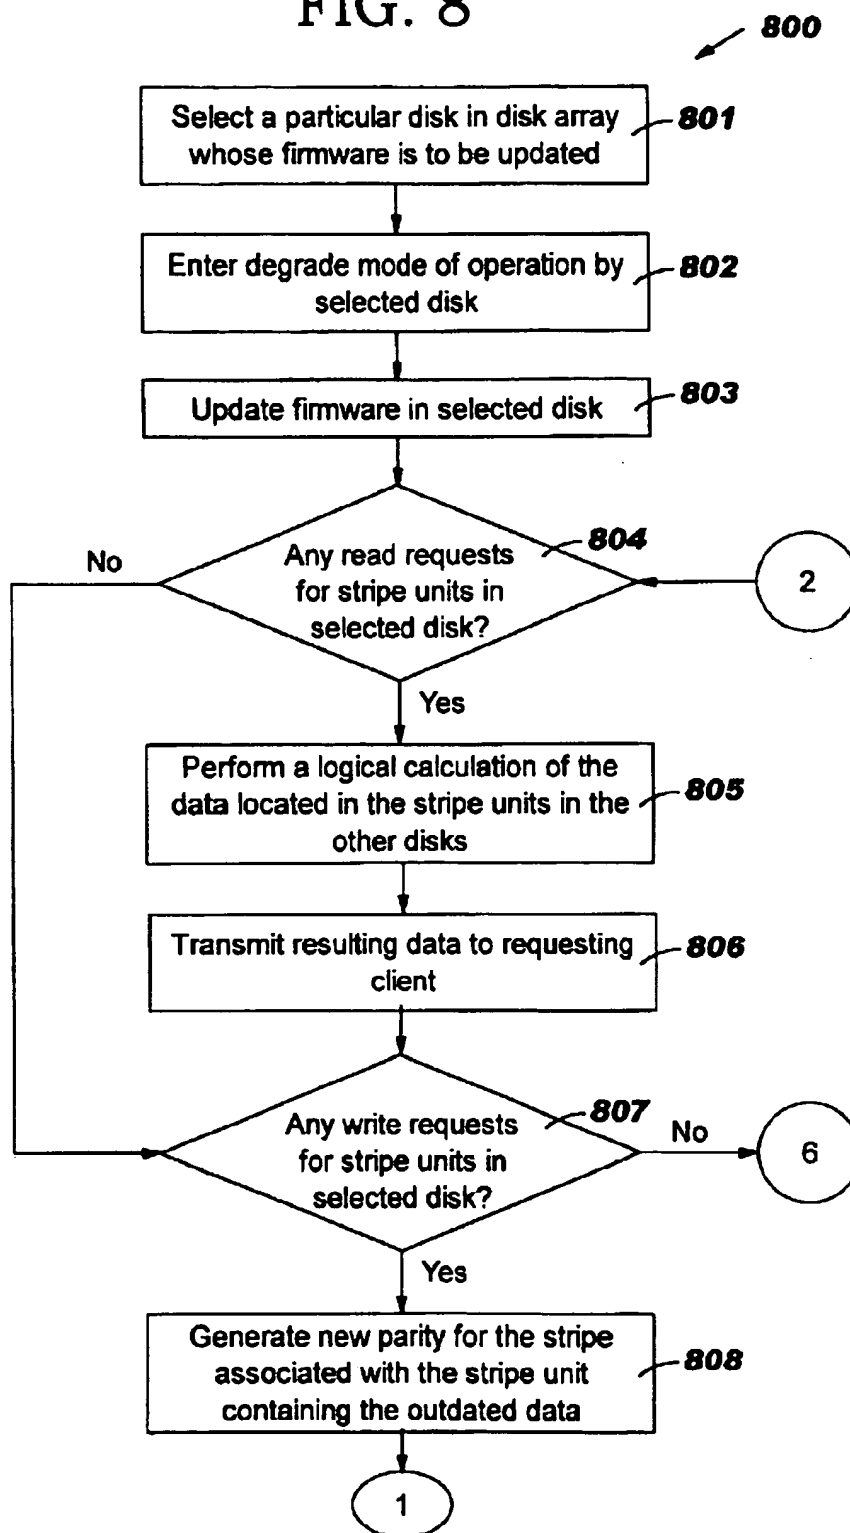 FIG. 8
800
Select a particular disk in disk array
whose firmware is to be updated
801
Enter degrade mode of operation by
selected disk
802
Update firmware in selected disk
803
Any read requests
for stripe units in
selected disk?
804
No
2
Yes
Perform a logical calculation of the
data located in the stripe units in the
other disks
805
Transmit resulting data to requesting
client
806
Any write requests
for stripe units in
selected disk?
807
No
6
Yes
Generate new parity for the stripe
associated with the stripe unit
containing the outdated data
808
1